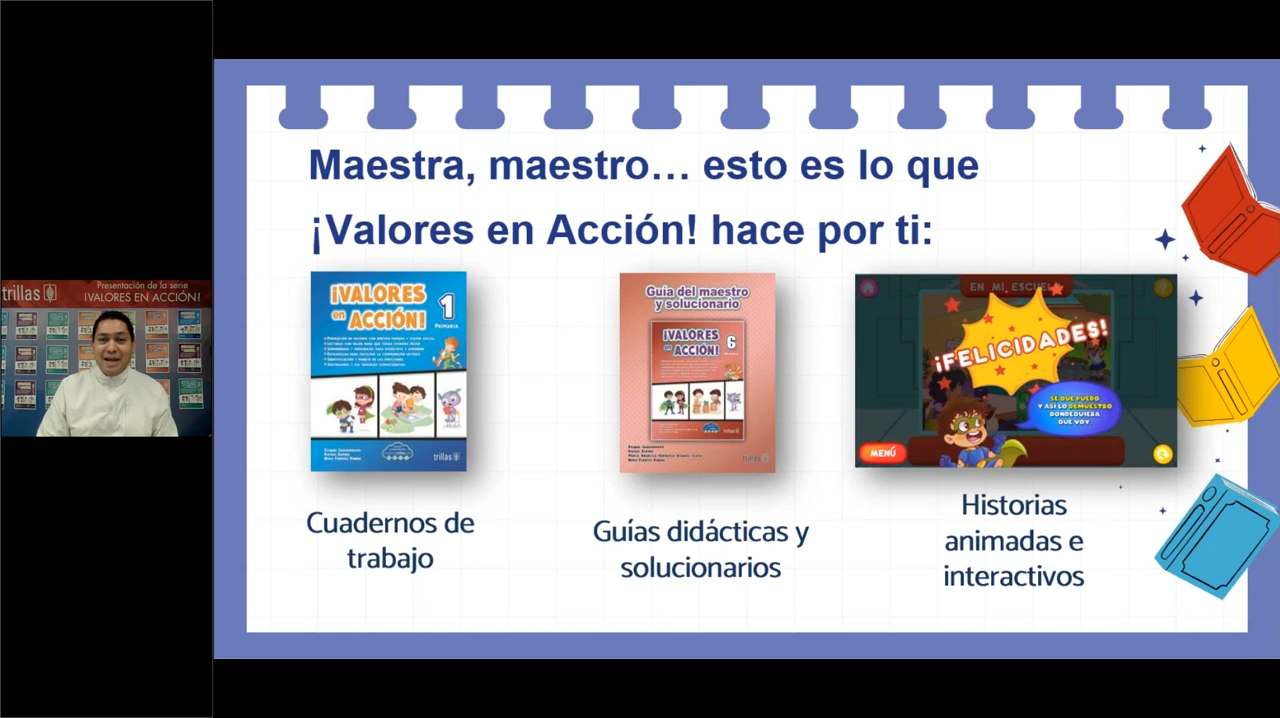 Maestra, maestro… esto es lo que
¡Valores en Acción! hace por ti:
trillas
Presentación de la serie
¡VALORES EN ACCIÓN!
¡VALORES
en
ACCIÓN!
1
PRIMARIA
trillas
Cuadernos de
trabajo
Guía del maestro
y solucionario
¡VALORES
en
ACCIÓN!
6
trillas
Guías didácticas y
solucionarios
EN MI ESCUEL
¡FELICIDADES!
SÉ QUE PUEDO
Y ASÍ LO DEMUESTRO
DONDEQUIERA
QUE VOY
MENÚ
Historias
animadas e
interactivos